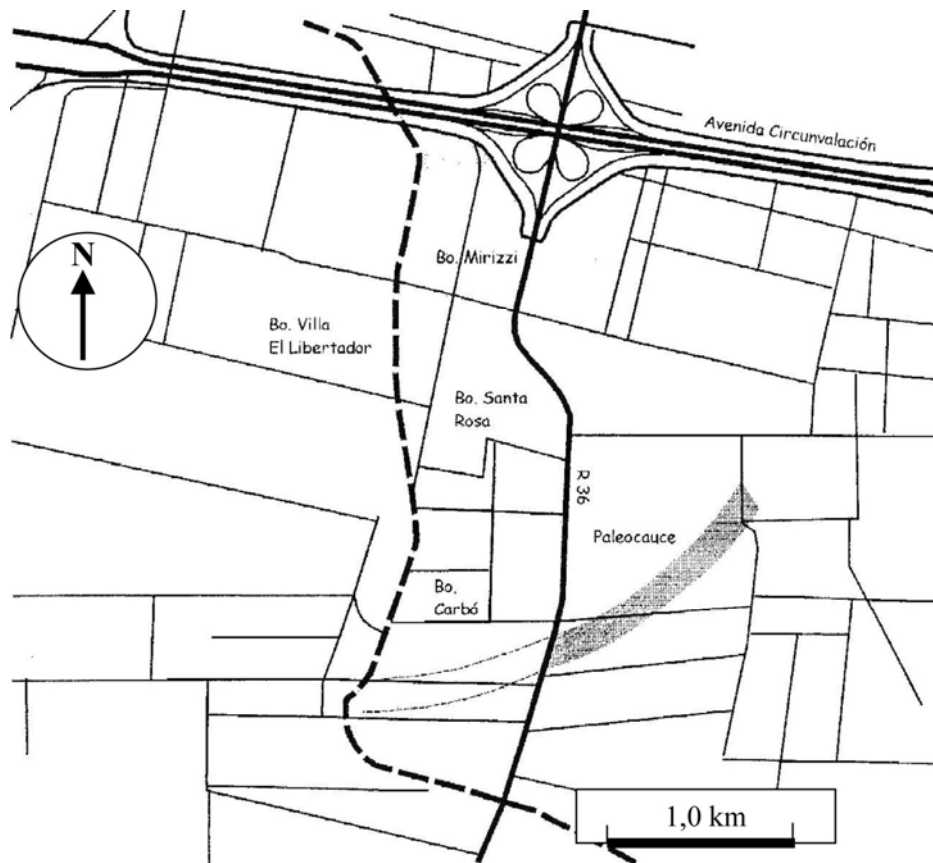 Avenida Circunvalación
N
Bo. Mirizzi
Bo. Villa
El Libertador
Bo. Santa
Rosa
R 36
Paleocauce
Bo.
Carbó
1,0 km